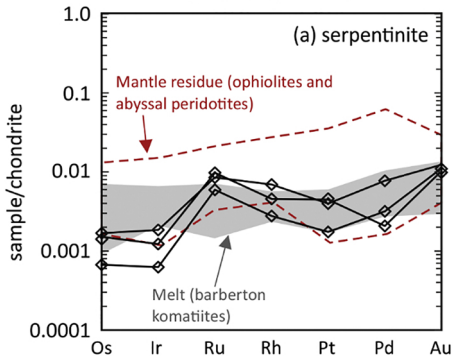 1.0
(a) serpentinite
Mantle residue (ophiolites and
abyssal peridotites)
0.1
sample/chondrite
0.01
0.001
Melt (barberton
komatiites)
0.0001
Os Ir Ru Rh Pt Pd Au